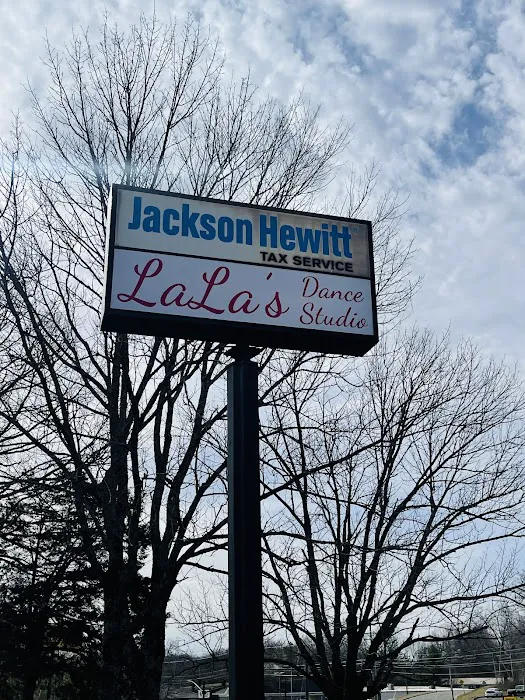 Jackson Hewitt
TAX SERVICE
LaLa's Dance
Studio